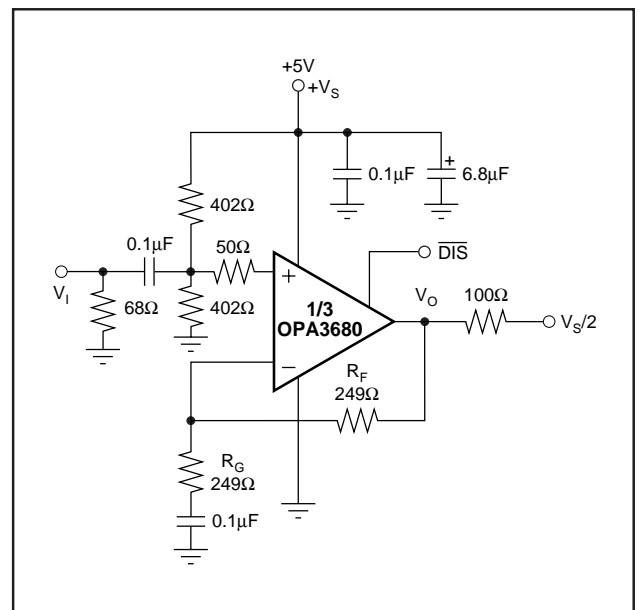 +5V
+V_S
0.1µF
+
6.8µF
402Ω
0.1µF
50Ω
DIS
V_I
68Ω
402Ω
+
1/3
OPA3680
−
V_O
100Ω
V_S/2
R_F
249Ω
R_G
249Ω
0.1µF